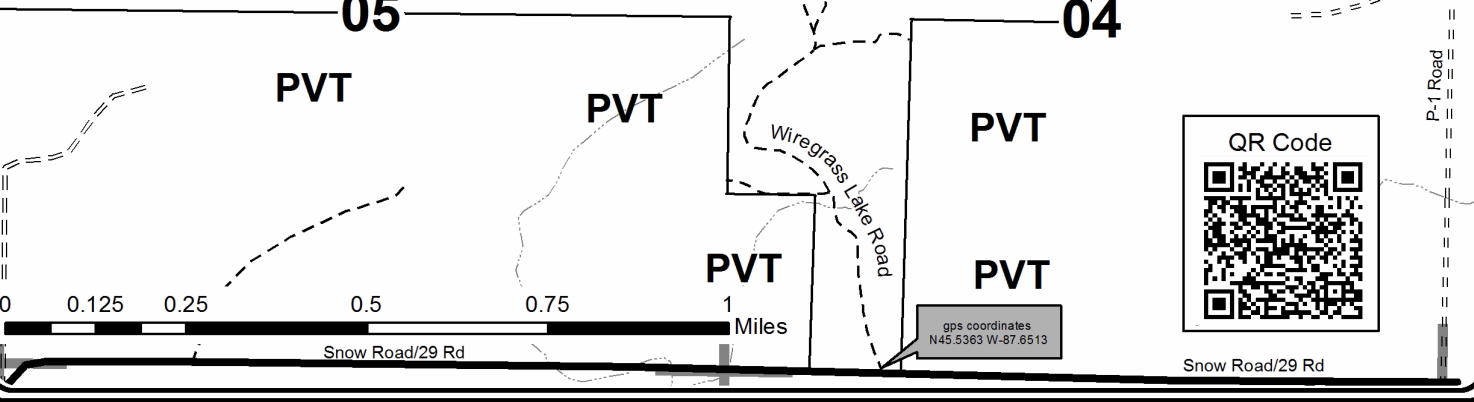 05
04
PVT
PVT
PVT
P-1 Road
QR Code
Wiregrass Lake Road
PVT
PVT
0 0.125 0.25 0.5 0.75 1
Miles
gps coordinates
N45.5363 W-87.6513
Snow Road/29 Rd
Snow Road/29 Rd